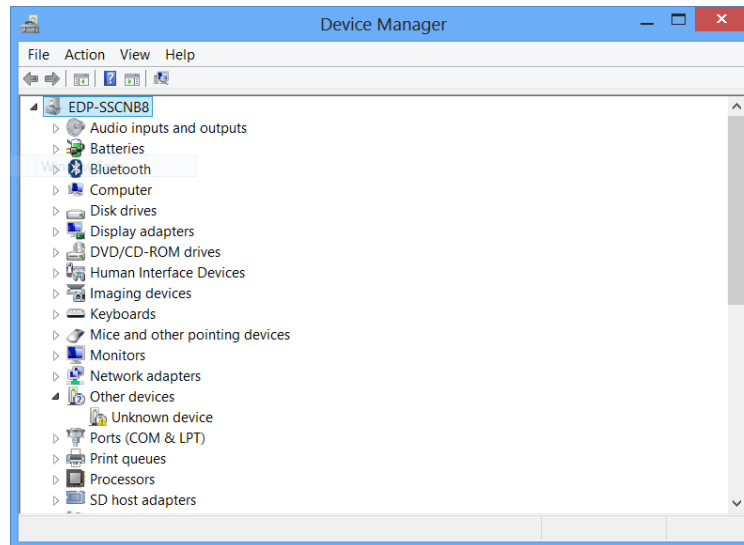 Device Manager
File Action View Help
EDP-SSCNB8
Audio inputs and outputs
Batteries
Bluetooth
Computer
Disk drives
Display adapters
DVD/CD-ROM drives
Human Interface Devices
Imaging devices
Keyboards
Mice and other pointing devices
Monitors
Network adapters
Other devices
Unknown device
Ports (COM & LPT)
Print queues
Processors
SD host adapters